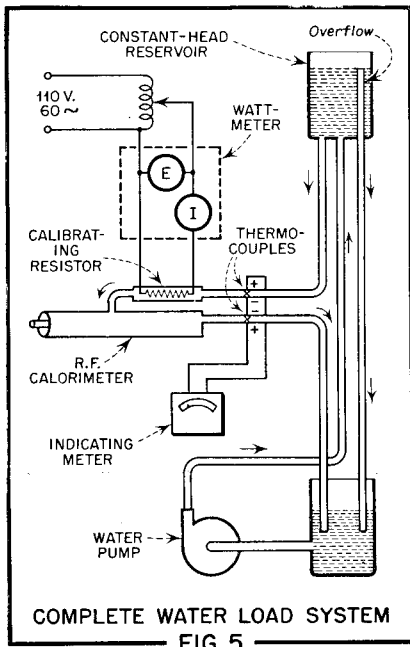 CONSTANT-HEAD
RESERVOIR
Overflow
110 V.
60 ~
WATT-
METER
E
I
CALIBRAT-
ING
RESISTOR
THERMO-
COUPLES
+
-
-
+
R.F.
CALORIMETER
INDICATING
METER
WATER
PUMP
COMPLETE WATER LOAD SYSTEM
FIG 5